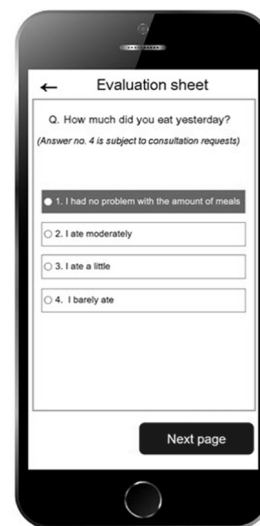 ← Evaluation sheet
Q. How much did you eat yesterday?
(Answer no. 4 is subject to consultation requests)
1. I had no problem with the amount of meals
2. I ate moderately
3. I ate a little
4. I barely ate
Next page